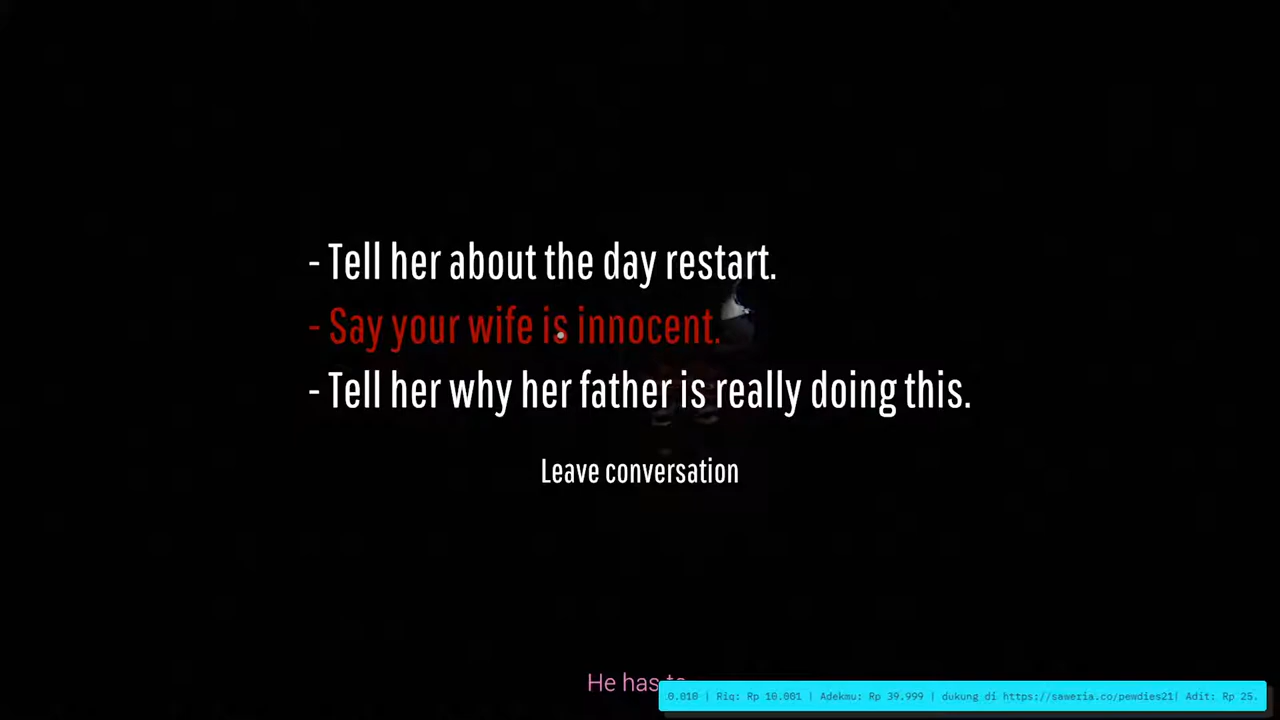 - Tell her about the day restart.
- Say your wife is innocent.
- Tell her why her father is really doing this.
Leave conversation
He has to
0.010 | Riq: Rp 10.001 | Adekmu: Rp 39.999 | dukung di https://saweria.co/pewdies21| Adit: Rp 25.